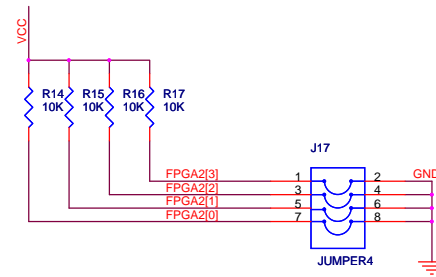 VCC
R14 R15 R16 R17
10K 10K 10K 10K
J17
FPGA2[3] 1 2 GND
FPGA2[2] 3 4
FPGA2[1] 5 6
FPGA2[0] 7 8
JUMPER4